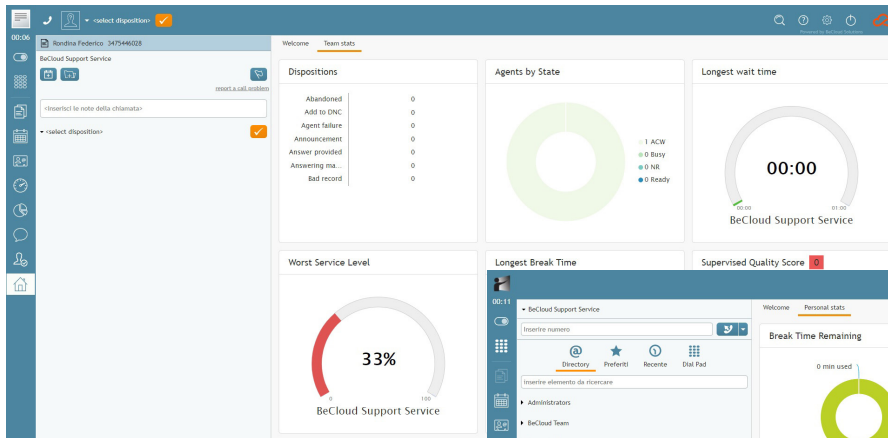 <select disposition>
Powered by BeCloud Solutions
00:06
Rondina Federico 3475446028
BeCloud Support Service
report a call problem
<inserisci le note della chiamata>
<select disposition>
Welcome Team stats
Dispositions
Abandoned 0
Add to DNC 0
Agent failure 0
Announcement 0
Answer provided 0
Answering ma... 0
Bad record 0
Agents by State
1 ACW
0 Busy
0 NR
0 Ready
Longest wait time
00:00
00:00 01:00
BeCloud Support Service
Worst Service Level
33%
0 100
BeCloud Support Service
Longest Break Time
Supervised Quality Score 0
00:11
BeCloud Support Service
Inserire numero
Directory Preferiti Recente Dial Pad
Inserire elemento da ricercare
Administrators
BeCloud Team
Welcome Personal stats
Break Time Remaining
0 min used